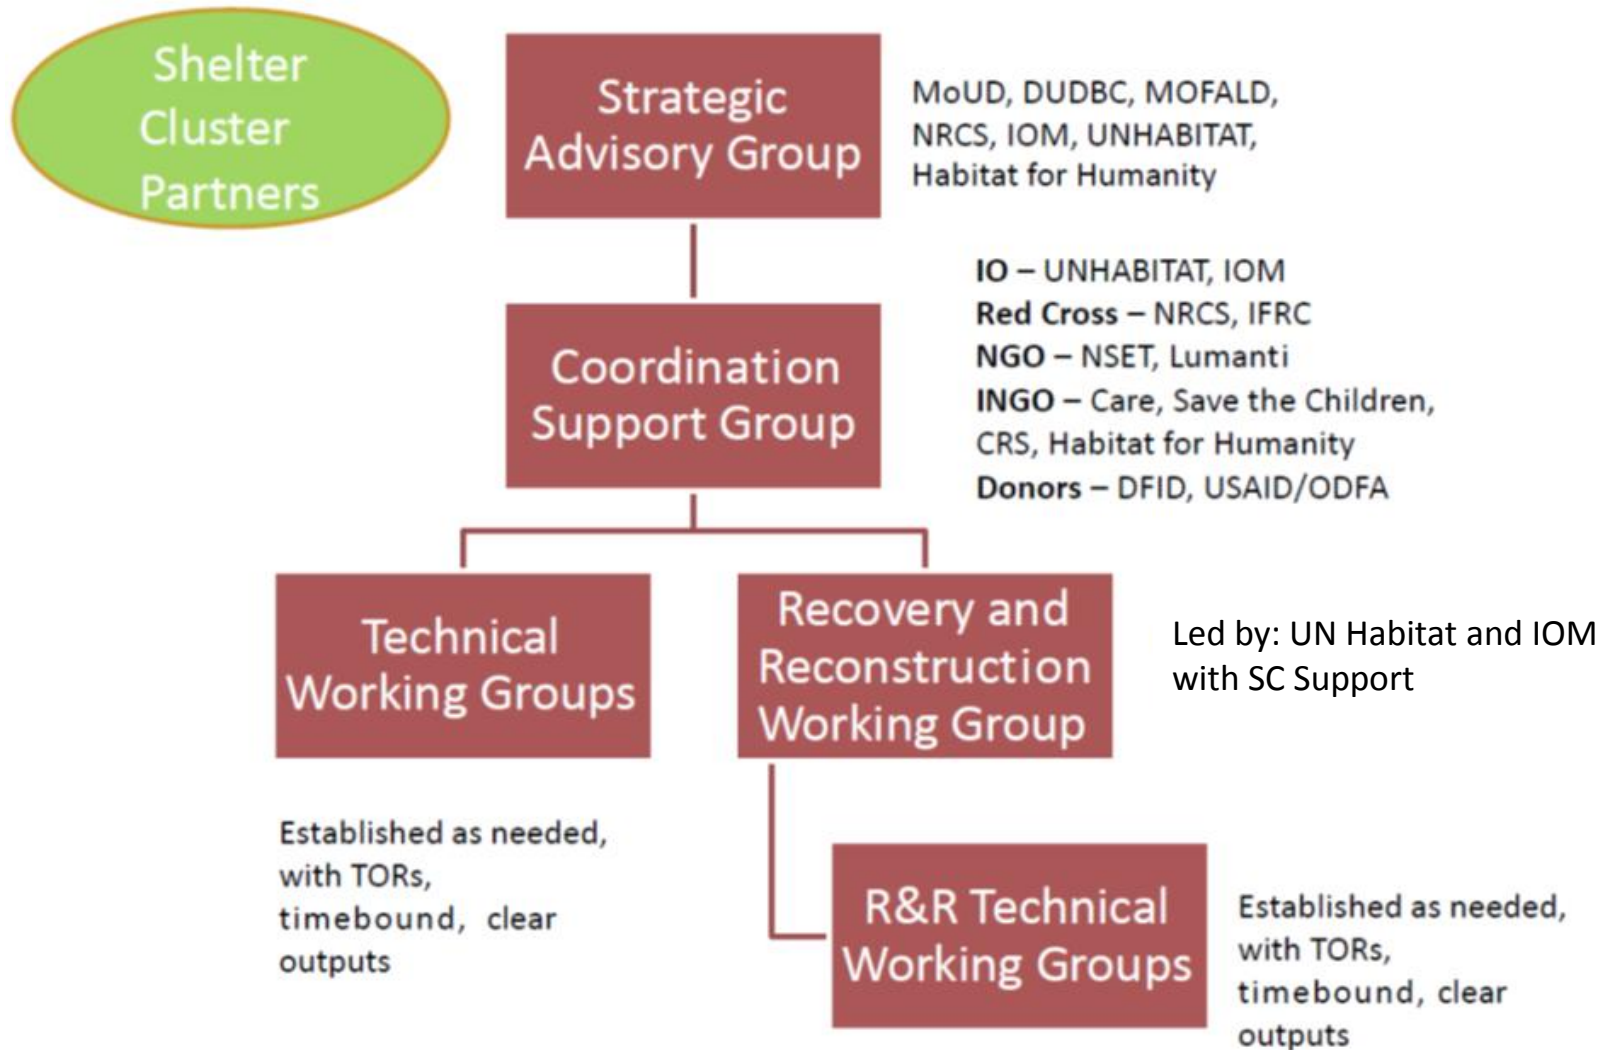 Shelter
Cluster
Partners
Strategic
Advisory Group
MoUD, DUDBC, MOFALD,
NRCS, IOM, UNHABITAT,
Habitat for Humanity
Coordination
Support Group
IO – UNHABITAT, IOM
Red Cross – NRCS, IFRC
NGO – NSET, Lumanti
INGO – Care, Save the Children,
CRS, Habitat for Humanity
Donors – DFID, USAID/ODFA
Technical
Working Groups
Recovery and
Reconstruction
Working Group
Led by: UN Habitat and IOM
with SC Support
Established as needed,
with TORs,
timebound, clear
outputs
R&R Technical
Working Groups
Established as needed,
with TORs,
timebound, clear
outputs